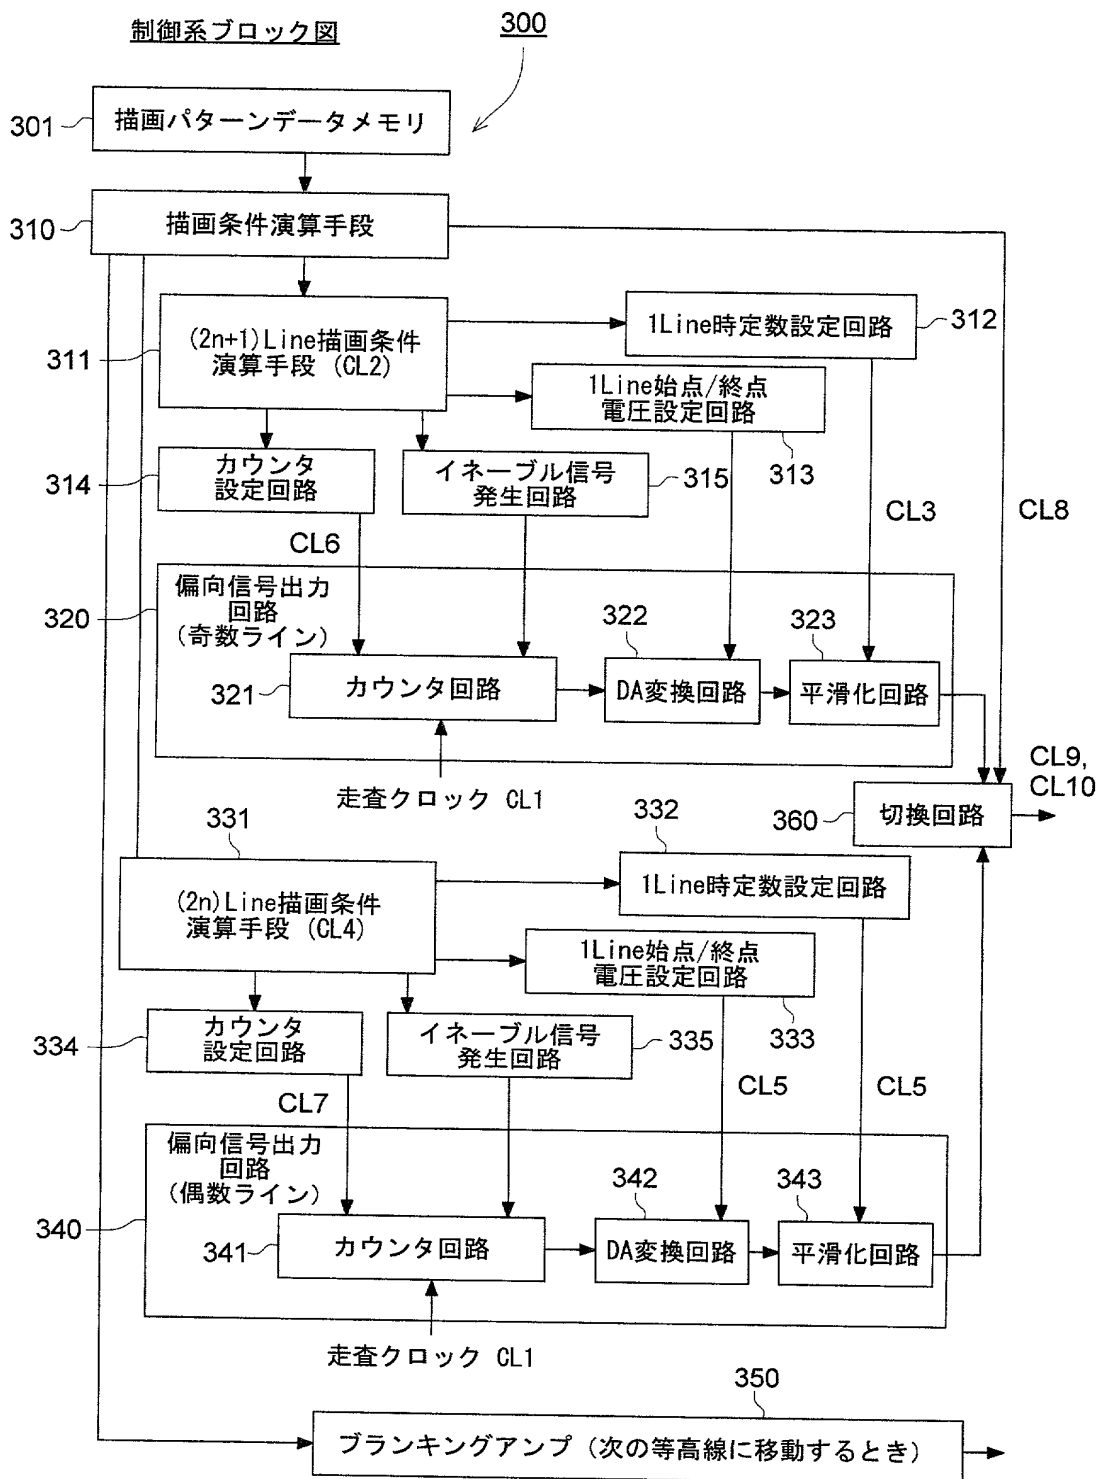 制御系ブロック図
300
301
描画パターンデータメモリ
310
描画条件演算手段
311
(2n+1)Line描画条件
演算手段 (CL2)
1Line時定数設定回路
312
1Line始点/終点
電圧設定回路
313
314
カウンタ
設定回路
イネーブル信号
発生回路
315
CL6
CL3
CL8
320
偏向信号出力
回路
(奇数ライン)
321
カウンタ回路
322
DA変換回路
323
平滑化回路
走査クロック CL1
CL9,
CL10
360
切換回路
331
(2n)Line描画条件
演算手段 (CL4)
332
1Line時定数設定回路
1Line始点/終点
電圧設定回路
333
334
カウンタ
設定回路
イネーブル信号
発生回路
335
CL7
CL5
CL5
340
偏向信号出力
回路
(偶数ライン)
341
カウンタ回路
342
DA変換回路
343
平滑化回路
走査クロック CL1
350
ブランキングアンプ (次の等高線に移動するとき)